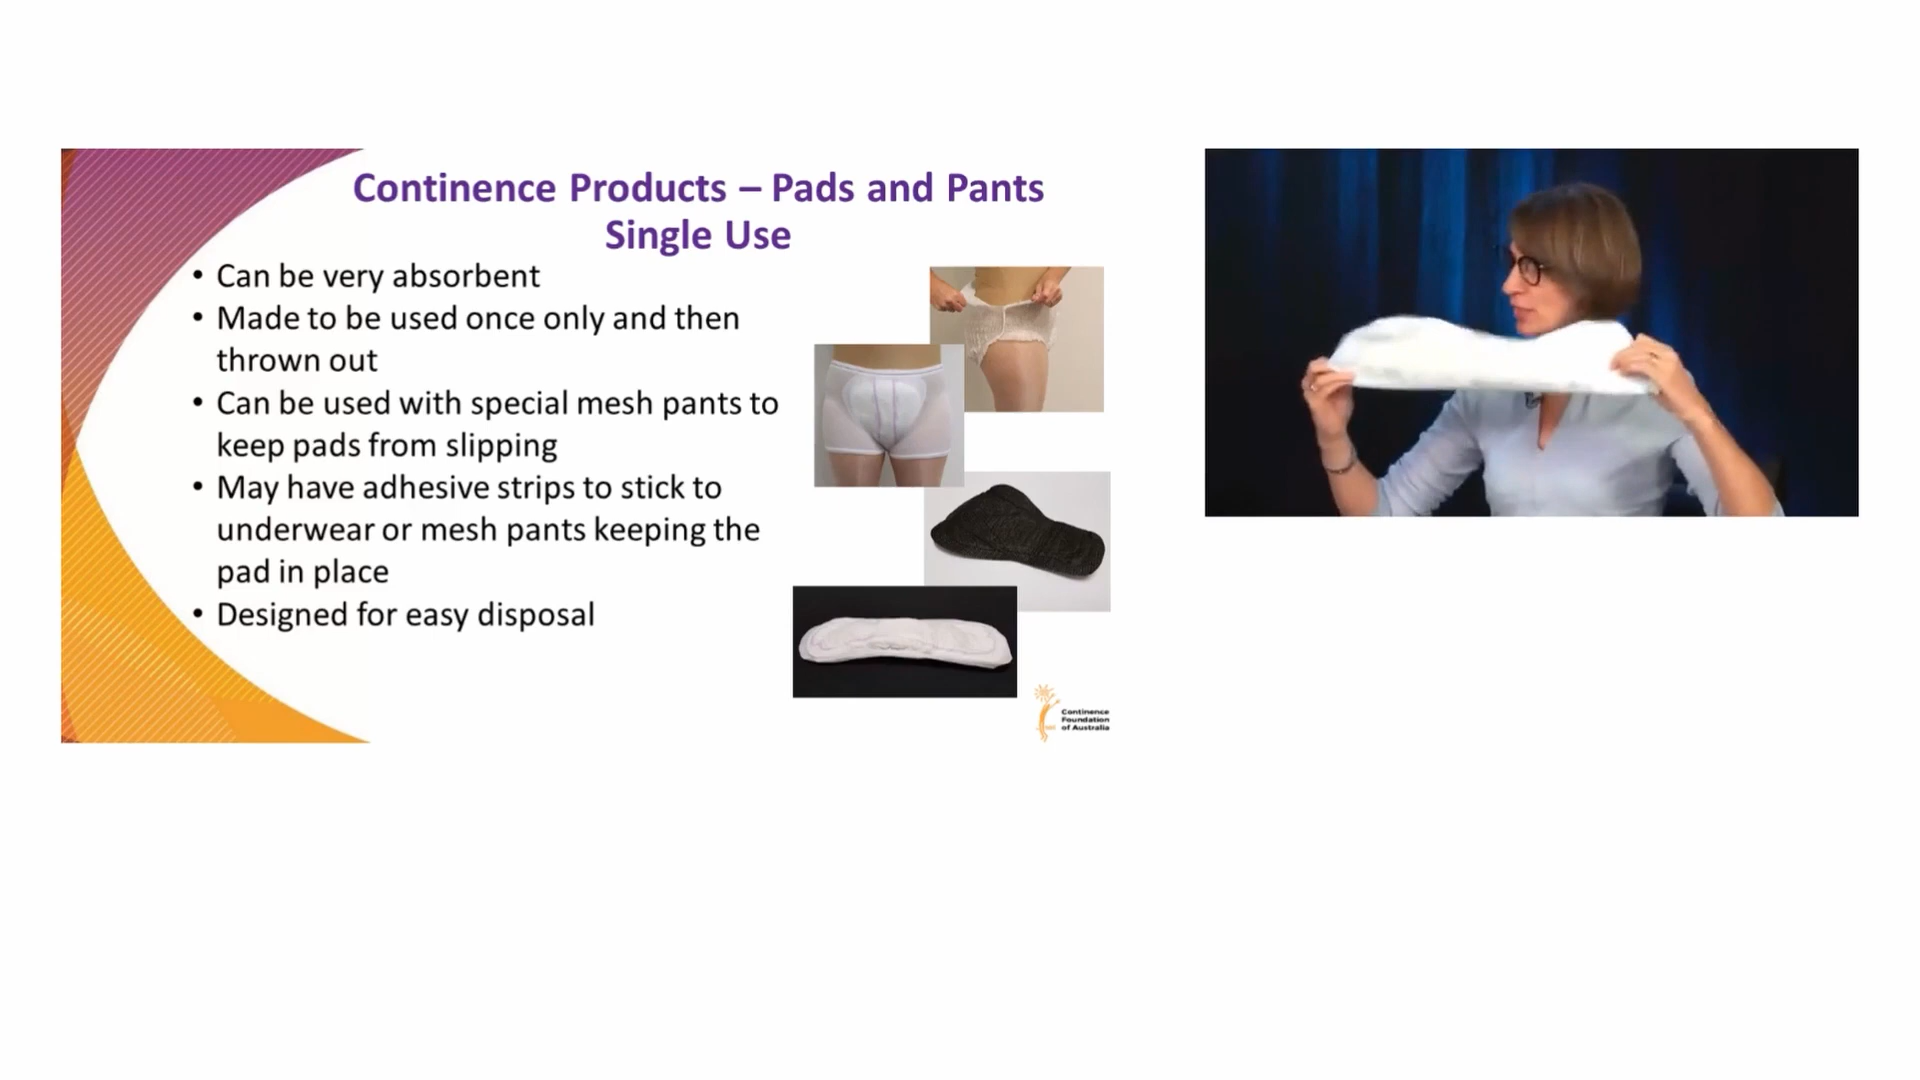 Continence Products – Pads and Pants
Single Use
• Can be very absorbent
• Made to be used once only and then
thrown out
• Can be used with special mesh pants to
keep pads from slipping
• May have adhesive strips to stick to
underwear or mesh pants keeping the
pad in place
• Designed for easy disposal
Continence
Foundation
of Australia